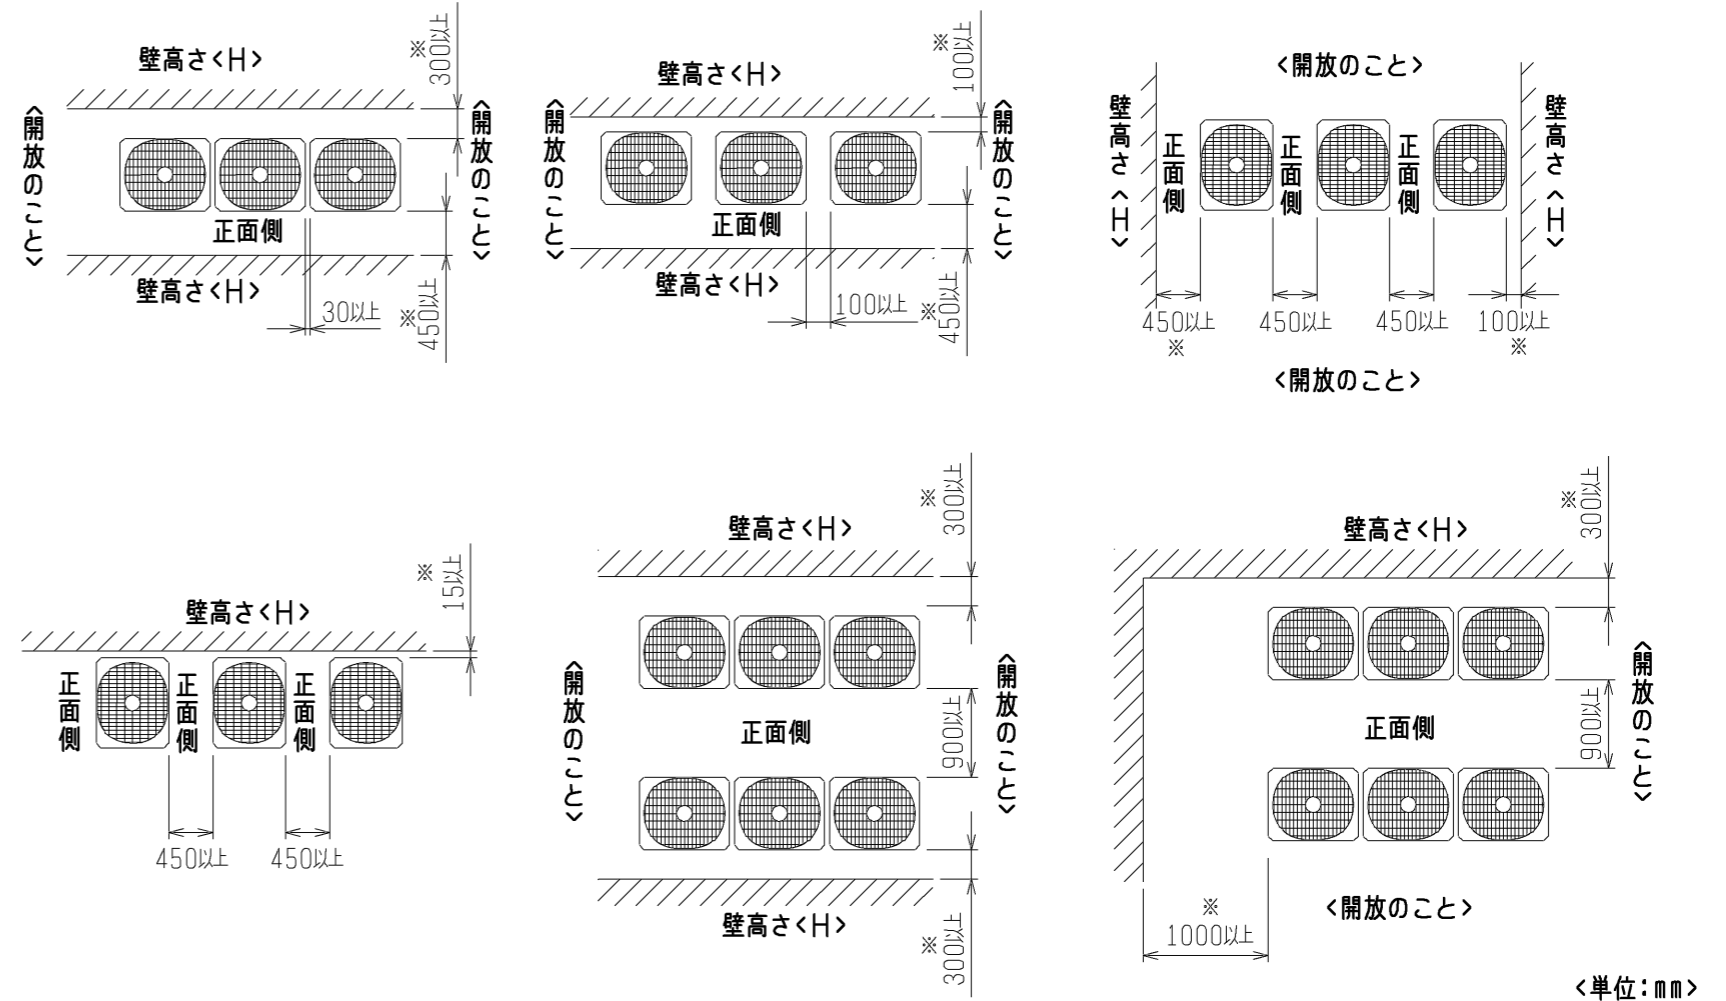 壁高さ<H>
※
300以上
<開放のこと>
<開放のこと>
正面側
壁高さ<H>
30以上
※
450以上
壁高さ<H>
※
100以上
<開放のこと>
<開放のこと>
正面側
壁高さ<H>
100以上
※
450以上
<開放のこと>
壁高さ<H>
正面側
正面側
正面側
壁高さ<H>
450以上
450以上
450以上
100以上
※
※
<開放のこと>
壁高さ<H>
※
15以上
正面側
正面側
正面側
450以上
450以上
壁高さ<H>
※
300以上
<開放のこと>
正面側
900以上
<開放のこと>
壁高さ<H>
※
300以上
壁高さ<H>
※
300以上
正面側
900以上
<開放のこと>
※
1000以上
<開放のこと>
<単位:mm>